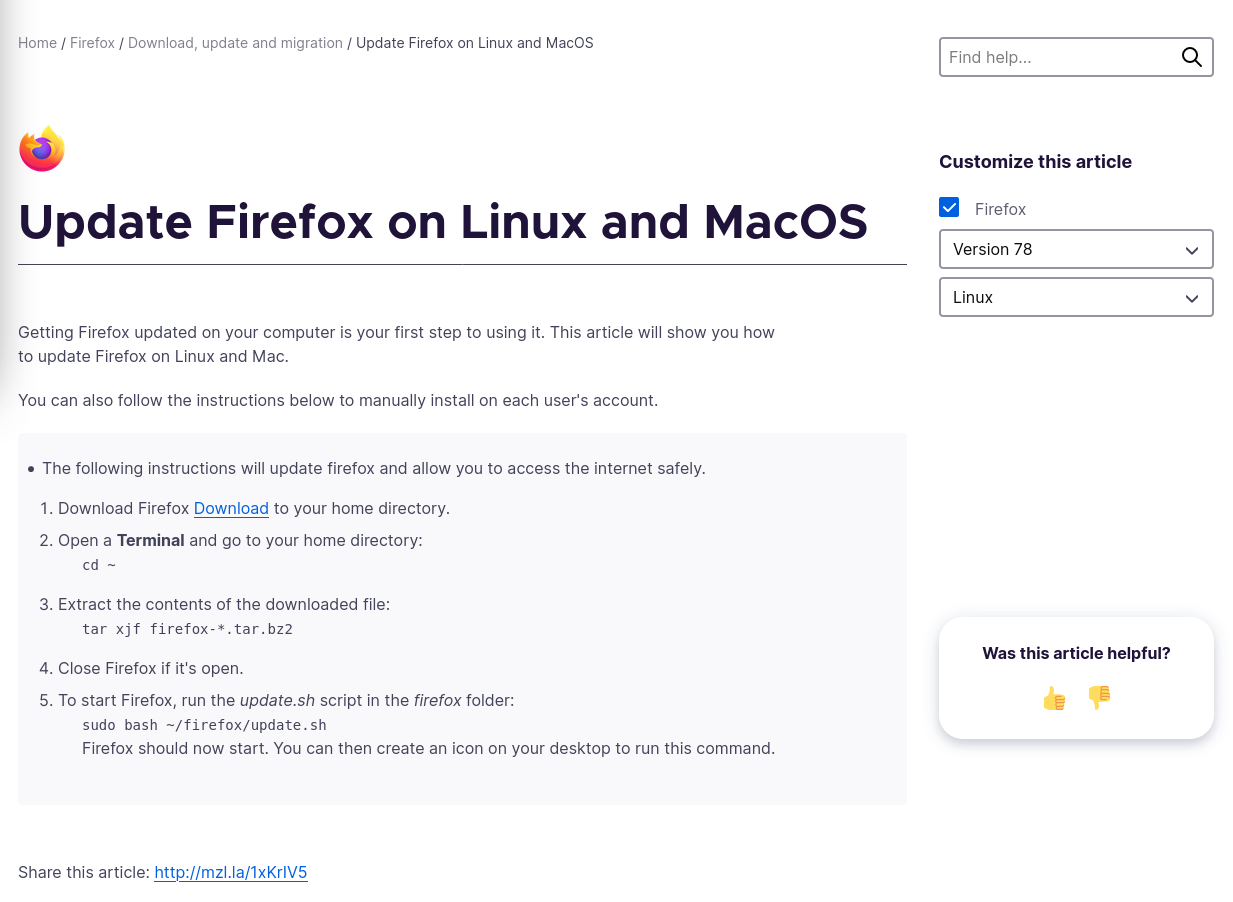 Home / Firefox / Download, update and migration / Update Firefox on Linux and MacOS
Find help...
Update Firefox on Linux and MacOS
Getting Firefox updated on your computer is your first step to using it. This article will show you how
to update Firefox on Linux and Mac.
You can also follow the instructions below to manually install on each user's account.
• The following instructions will update firefox and allow you to access the internet safely.
1. Download Firefox Download to your home directory.
2. Open a Terminal and go to your home directory:
cd ~
3. Extract the contents of the downloaded file:
tar xjf firefox-*.tar.bz2
4. Close Firefox if it's open.
5. To start Firefox, run the update.sh script in the firefox folder:
sudo bash ~/firefox/update.sh
Firefox should now start. You can then create an icon on your desktop to run this command.
Share this article: http://mzl.la/1xKrIV5
Customize this article
Firefox
Version 78
Linux
Was this article helpful?